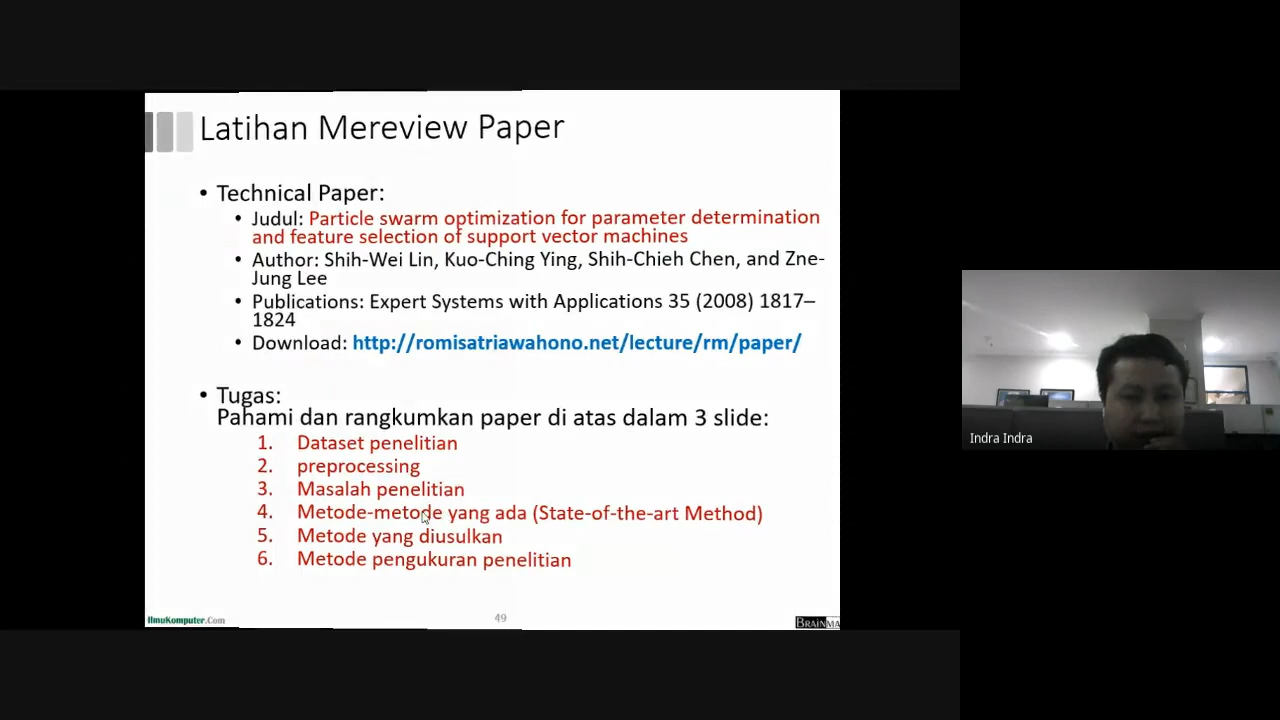 Latihan Mereview Paper
• Technical Paper:
• Judul: Particle swarm optimization for parameter determination
and feature selection of support vector machines
• Author: Shih-Wei Lin, Kuo-Ching Ying, Shih-Chieh Chen, and Zne-
Jung Lee
• Publications: Expert Systems with Applications 35 (2008) 1817–
1824
• Download: http://romisatriawahono.net/lecture/rm/paper/
• Tugas:
Pahami dan rangkumkan paper di atas dalam 3 slide:
1. Dataset penelitian
2. preprocessing
3. Masalah penelitian
4. Metode-metode yang ada (State-of-the-art Method)
5. Metode yang diusulkan
6. Metode pengukuran penelitian
IlmuKomputer.Com
49
BRAINMA
Indra Indra